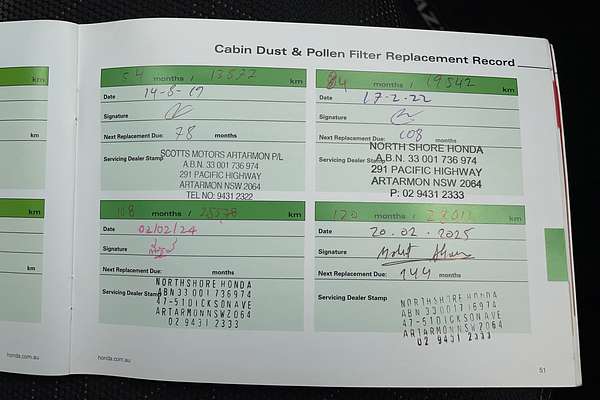 Cabin Dust & Pollen Filter Replacement Record
54 months / 13572 km
Date 14-8-17
Signature
Next Replacement Due: 78 months
Servicing Dealer Stamp
SCOTTS MOTORS ARTARMON P/L
A.B.N. 33 001 736 974
291 PACIFIC HIGHWAY
ARTARMON NSW 2064
TEL NO: 9431 2322
84 months / 19542 km
Date 17-2-22
Signature
Next Replacement Due: 108 months
Servicing Dealer Stamp
NORTH SHORE HONDA
A.B.N. 33 001 736 974
291 PACIFIC HIGHWAY
ARTARMON NSW 2064
P: 02 9431 2333
108 months / km
Date 02/02/24
Signature
Next Replacement Due: months
Servicing Dealer Stamp
NORTHSHORE HONDA
ABN 33 001 736974
47-51 DICKSON AVE
ARTARMON NSW 2064
02 9431 2333
120 months / km
Date 20.02.2025
Signature
Next Replacement Due: 144 months
Servicing Dealer Stamp
NORTHSHORE HONDA
ABN 33 001 736974
47-51 DICKSON AVE
ARTARMON NSW 2064
02 9431 2333
km
km
km
km
honda.com.au
honda.com.au
51